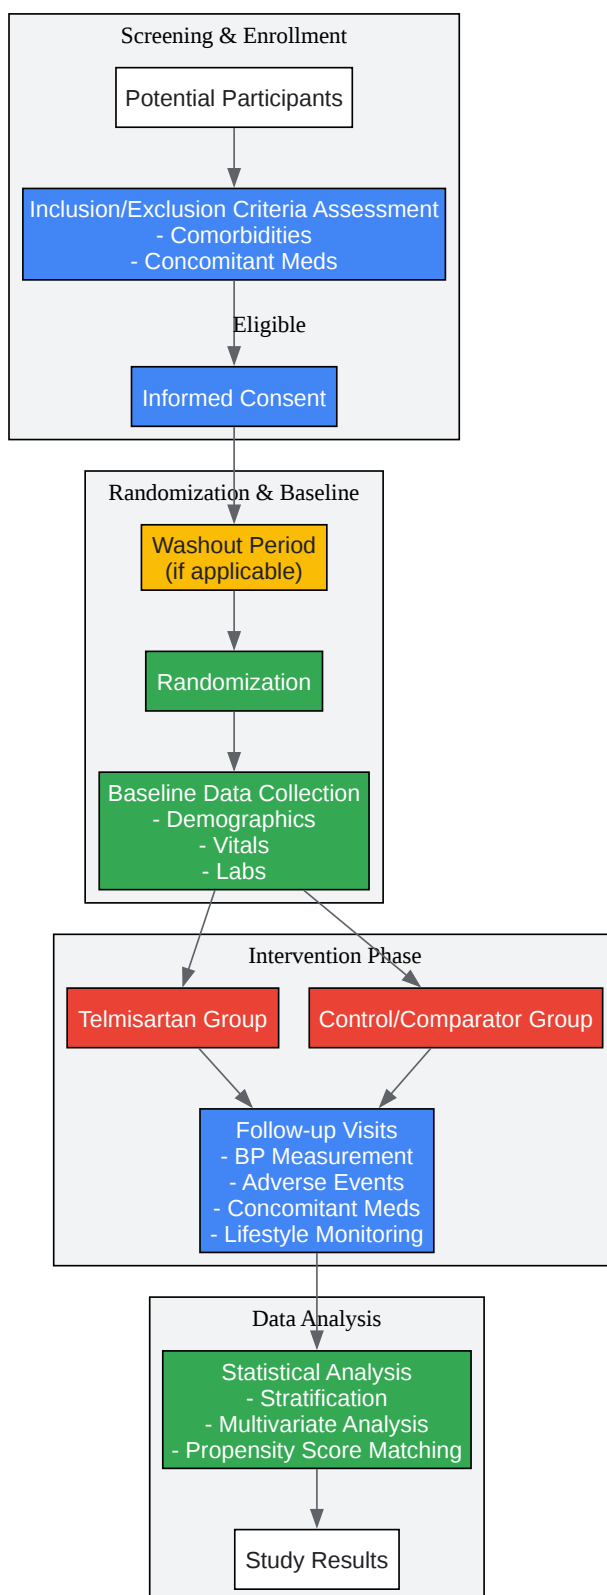 Screening & Enrollment
Potential Participants
Inclusion/Exclusion Criteria Assessment
- Comorbidities
- Concomitant Meds
Eligible
Informed Consent
Randomization & Baseline
Washout Period
(if applicable)
Randomization
Baseline Data Collection
- Demographics
- Vitals
- Labs
Intervention Phase
Telmisartan Group
Control/Comparator Group
Follow-up Visits
- BP Measurement
- Adverse Events
- Concomitant Meds
- Lifestyle Monitoring
Data Analysis
Statistical Analysis
- Stratification
- Multivariate Analysis
- Propensity Score Matching
Study Results